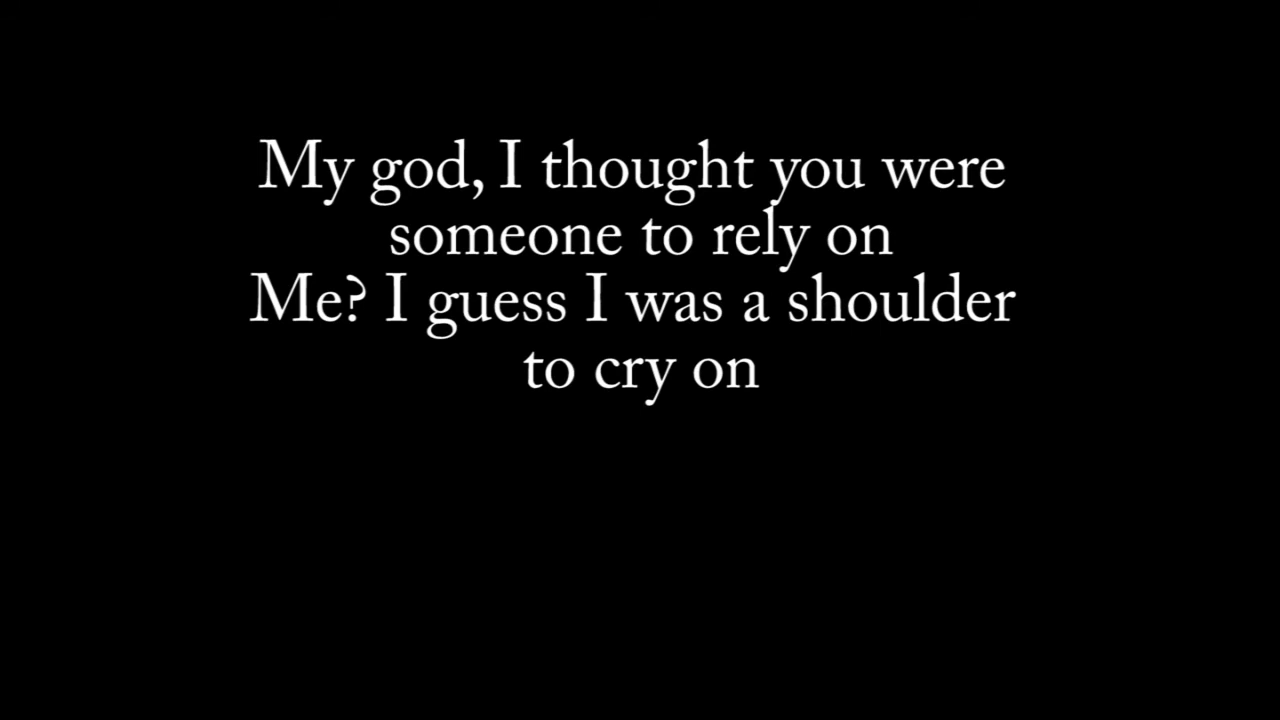 My god, I thought you were
someone to rely on
Me? I guess I was a shoulder
to cry on